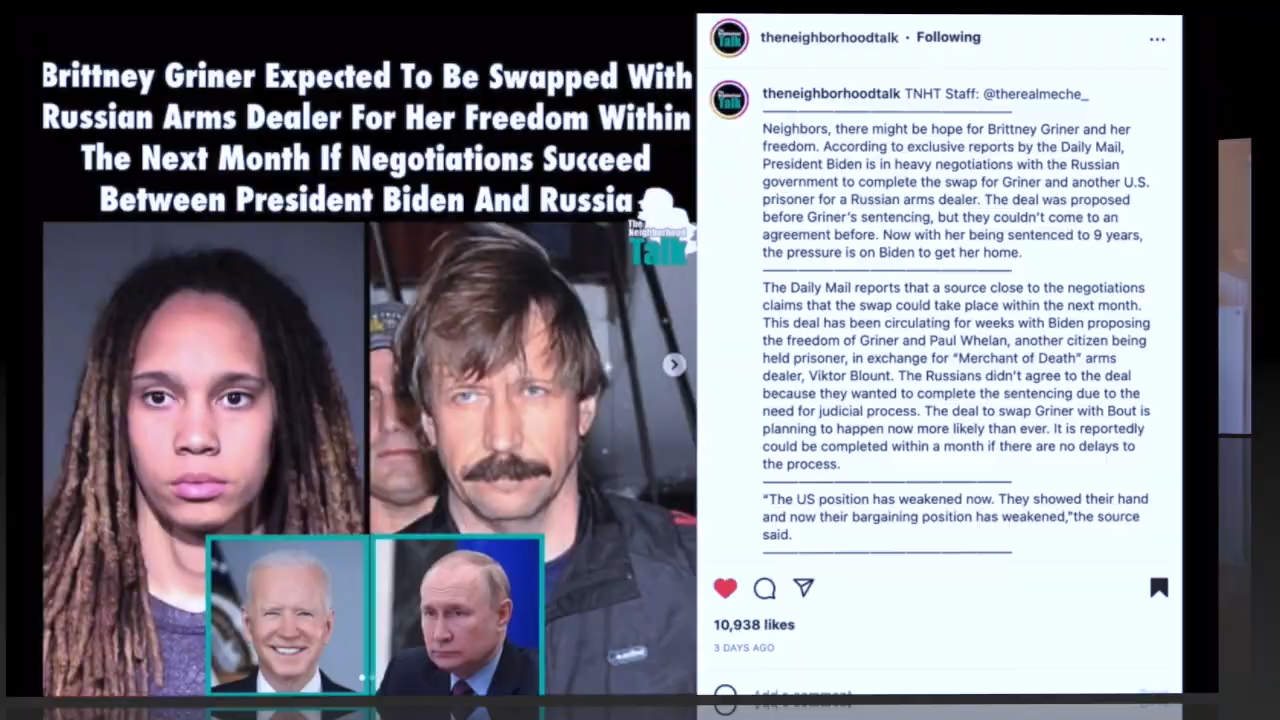 Brittney Griner Expected To Be Swapped With
Russian Arms Dealer For Her Freedom Within
The Next Month If Negotiations Succeed
Between President Biden And Russia
The
Neighborhood
Talk
theneighborhoodtalk · Following
theneighborhoodtalk TNHT Staff: @therealmeche_
Neighbors, there might be hope for Brittney Griner and her
freedom. According to exclusive reports by the Daily Mail,
President Biden is in heavy negotiations with the Russian
government to complete the swap for Griner and another U.S.
prisoner for a Russian arms dealer. The deal was proposed
before Griner's sentencing, but they couldn't come to an
agreement before. Now with her being sentenced to 9 years,
the pressure is on Biden to get her home.
The Daily Mail reports that a source close to the negotiations
claims that the swap could take place within the next month.
This deal has been circulating for weeks with Biden proposing
the freedom of Griner and Paul Whelan, another citizen being
held prisoner, in exchange for “Merchant of Death” arms
dealer, Viktor Blount. The Russians didn't agree to the deal
because they wanted to complete the sentencing due to the
need for judicial process. The deal to swap Griner with Bout is
planning to happen now more likely than ever. It is reportedly
could be completed within a month if there are no delays to
the process.
“The US position has weakened now. They showed their hand
and now their bargaining position has weakened,"the source
said.
10,938 likes
3 DAYS AGO
Add a comment